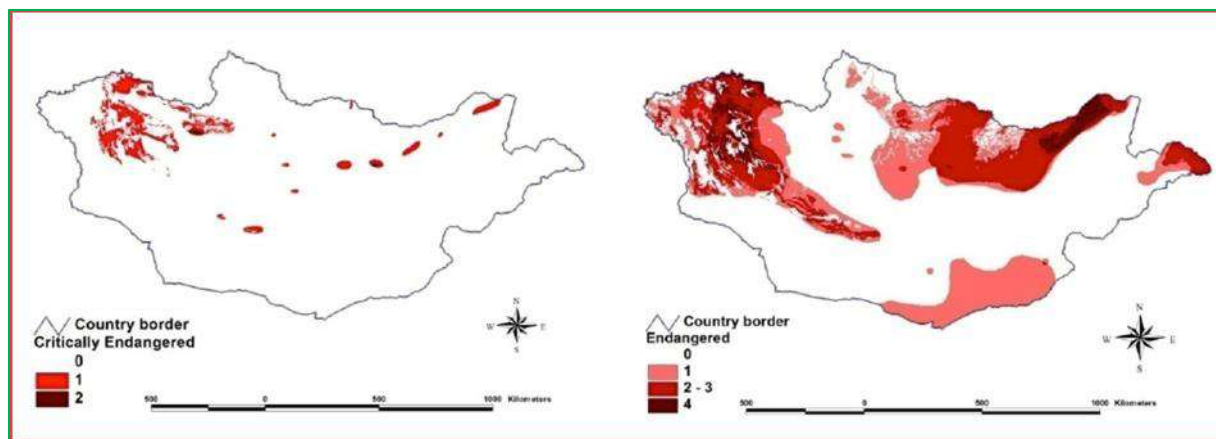 N
W E
S
Country border
Critically Endangered
0
1
2
500 0 500 1000 Kilometers
N
W E
S
Country border
Endangered
0
1
2 - 3
4
500 0 500 1000 Kilometers